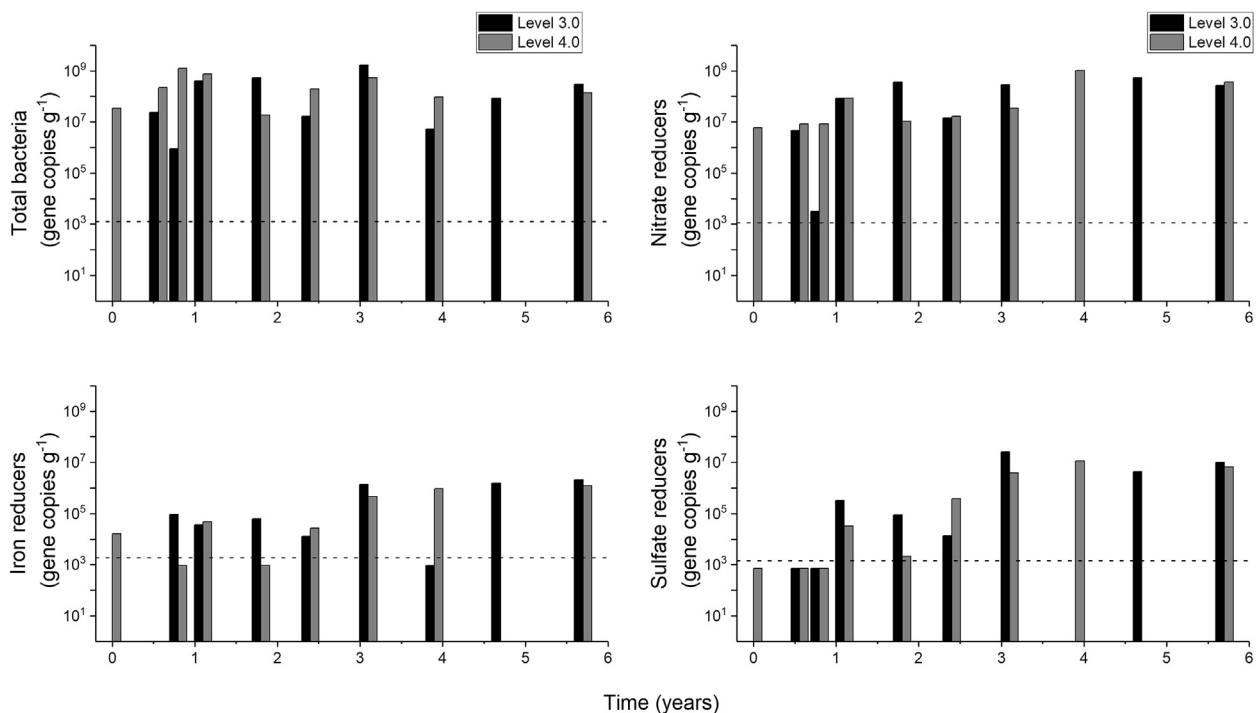 Level 3.0
Level 4.0
Total bacteria
(gene copies g⁻¹)
10⁹
10⁷
10⁵
10³
10¹
0 1 2 3 4 5 6
Level 3.0
Level 4.0
Nitrate reducers
(gene copies g⁻¹)
10⁹
10⁷
10⁵
10³
10¹
0 1 2 3 4 5 6
Iron reducers
(gene copies g⁻¹)
10⁹
10⁷
10⁵
10³
10¹
0 1 2 3 4 5 6
Sulfate reducers
(gene copies g⁻¹)
10⁹
10⁷
10⁵
10³
10¹
0 1 2 3 4 5 6
Time (years)